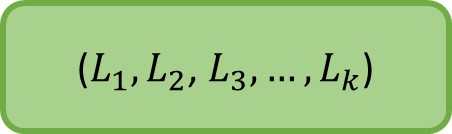 (L₁, L₂, L₃, … , Lₖ)